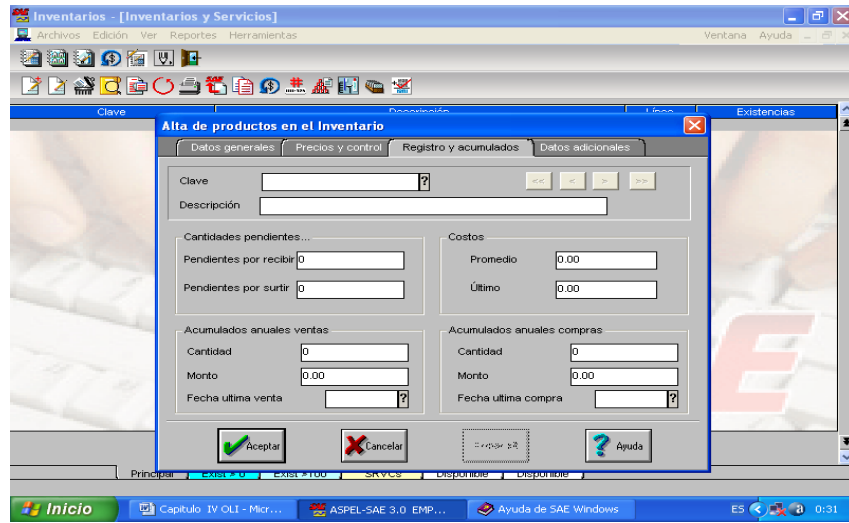 Inventarios - [Inventarios y Servicios]
Archivos Edición Ver Reportes Herramientas Ventana Ayuda
Clave Descripción Línea Existencias
Alta de productos en el Inventario
Datos generales Precios y control Registro y acumulados Datos adicionales
Clave ? << < > >>
Descripción
Cantidades pendientes... Costos
Pendientes por recibir 0 Promedio 0.00
Pendientes por surtir 0 Último 0.00
Acumulados anuales ventas Acumulados anuales compras
Cantidad 0 Cantidad 0
Monto 0.00 Monto 0.00
Fecha ultima venta ? Fecha ultima compra ?
Aceptar Cancelar Ayuda
Principal Exist > 0 Exist >100 SRVCs Disponible Disponible
Inicio Capitulo IV OLI - Micr... ASPEL-SAE 3.0 EMP... Ayuda de SAE Windows ES 0:31